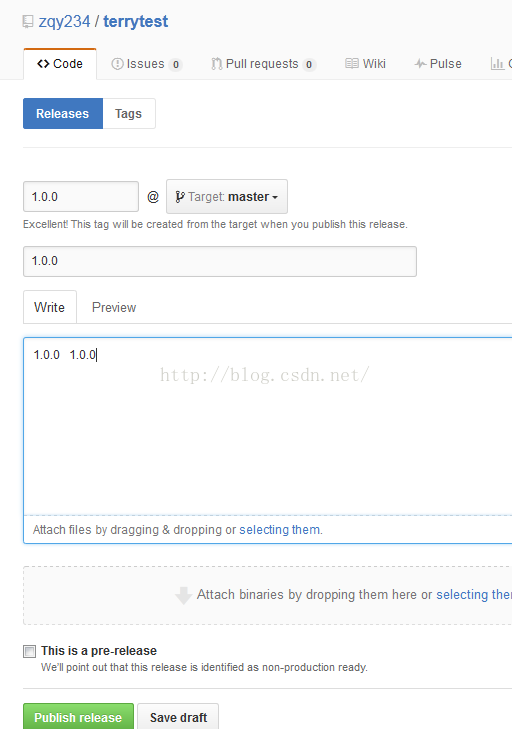 zqy234 / terrytest
Code Issues 0 Pull requests 0 Wiki Pulse
Releases Tags
1.0.0 @ Target: master
Excellent! This tag will be created from the target when you publish this release.
1.0.0
Write Preview
1.0.0 1.0.0
http://blog.csdn.net/
Attach files by dragging & dropping or selecting them.
Attach binaries by dropping them here or selecting
This is a pre-release
We'll point out that this release is identified as non-production ready.
Publish release Save draft